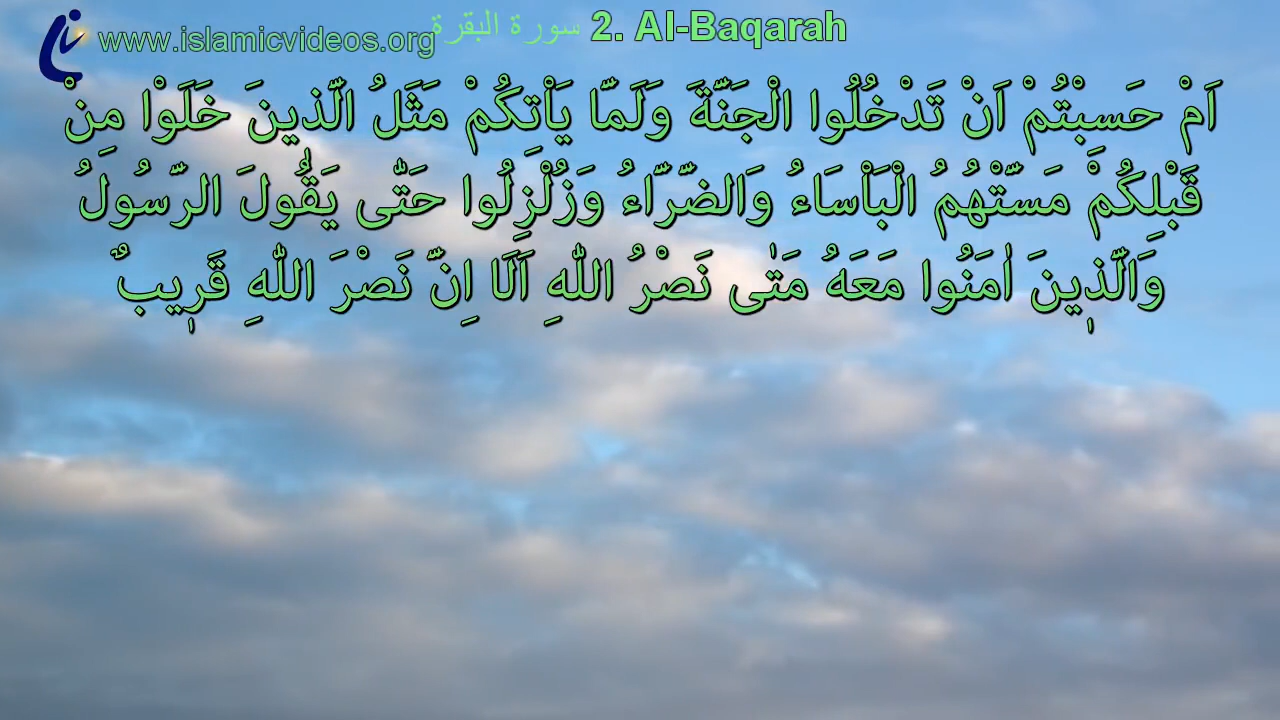 www.islamicvideos.org سورة البقرة 2. Al-Baqarah
اَمْ حَسِبْتُمْ اَنْ تَدْخُلُوا الْجَنَّةَ وَلَمَّا يَاْتِكُمْ مَثَلُ الَّذينَ خَلَوْا مِنْ
قَبْلِكُمْ مَسَّتْهُمُ الْبَاْسَاءُ وَالضَّرَّاءُ وَزُلْزِلُوا حَتّٰى يَقُولَ الرَّسُولُ
وَالَّذٖينَ اٰمَنُوا مَعَهُ مَتٰى نَصْرُ اللّٰهِ اَلَا اِنَّ نَصْرَ اللّٰهِ قَرٖيبٌ